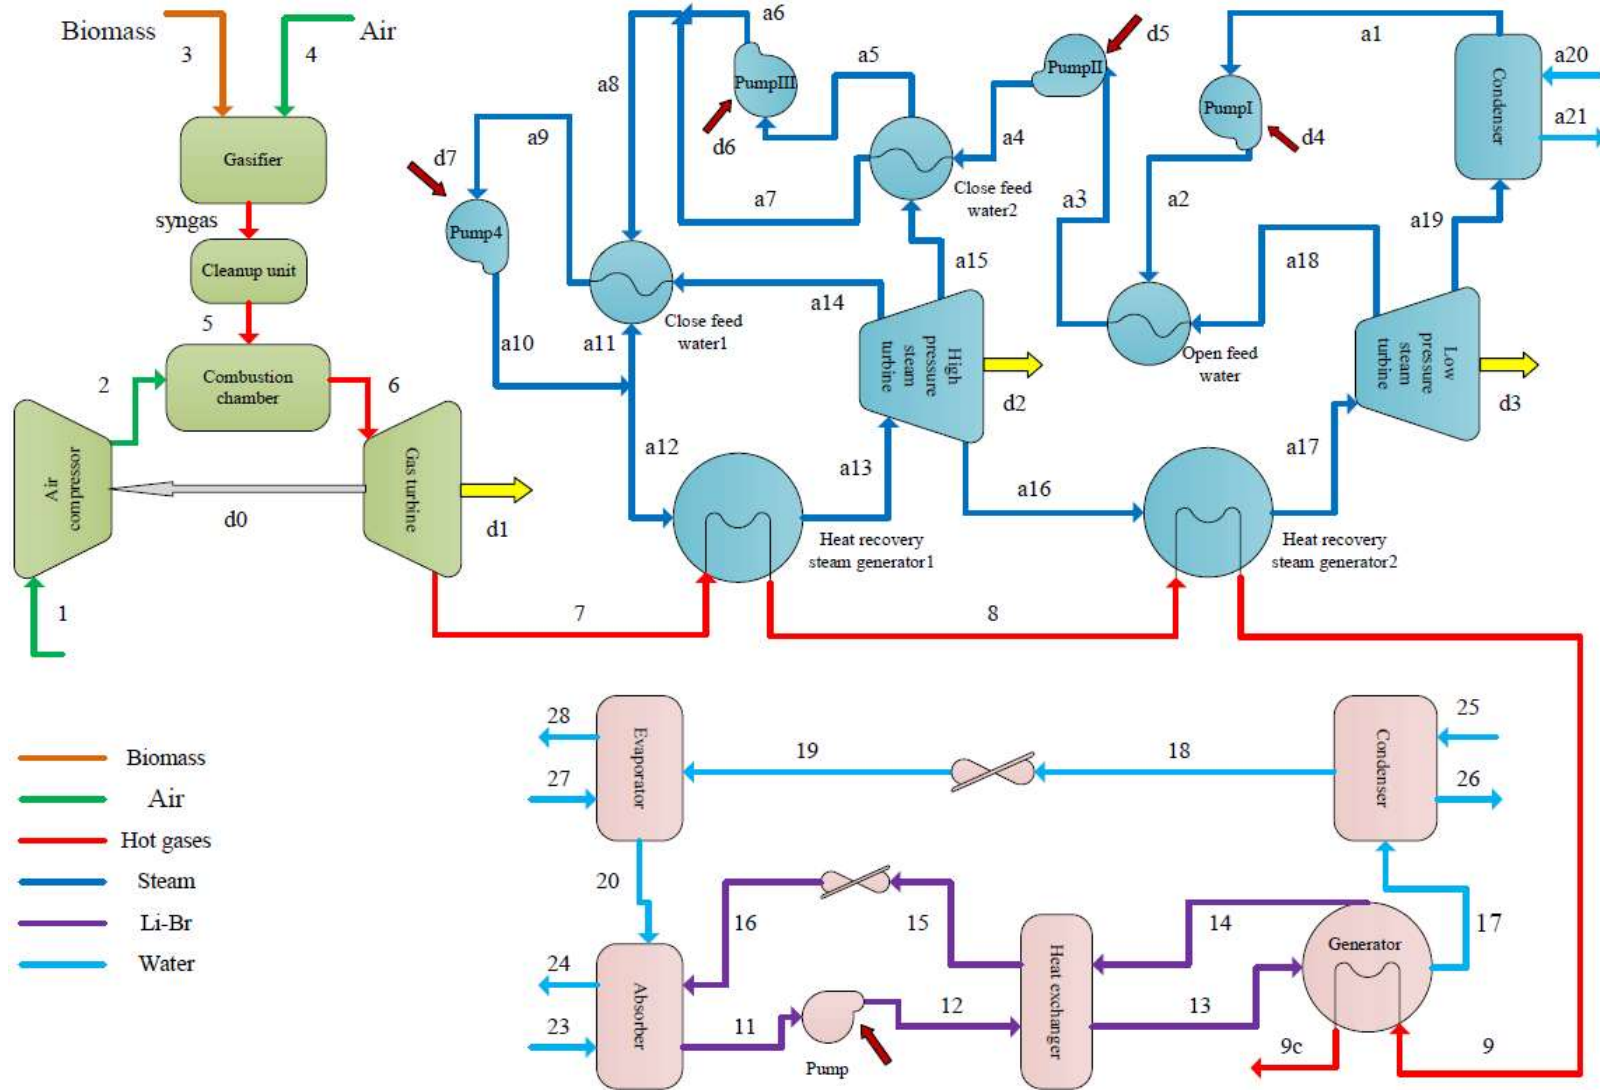 Biomass
3
4
Air
Gasifier
syngas
Cleanup unit
5
Combustion
chamber
2
6
Air
compressor
Gas turbine
d0
d1
1
7
8
a6
a8
PumpIII
d6
a5
PumpII
d5
a4
Close feed
water2
a7
a3
a9
d7
Pump4
a10
a11
Close feed
water1
a14
a15
High
pressure
steam
turbine
d2
a12
a13
Heat recovery
steam generator1
a16
a1
PumpI
d4
a2
Condenser
a20
a21
a19
a18
Open feed
water
Low
pressure
steam
turbine
d3
a17
Heat recovery
steam generator2
Biomass
Air
Hot gases
Steam
Li-Br
Water
28
27
Evaporator
19
18
Condenser
25
26
20
24
23
Absorber
16
15
11
Pump
12
Heat exchanger
14
13
Generator
17
9c
9